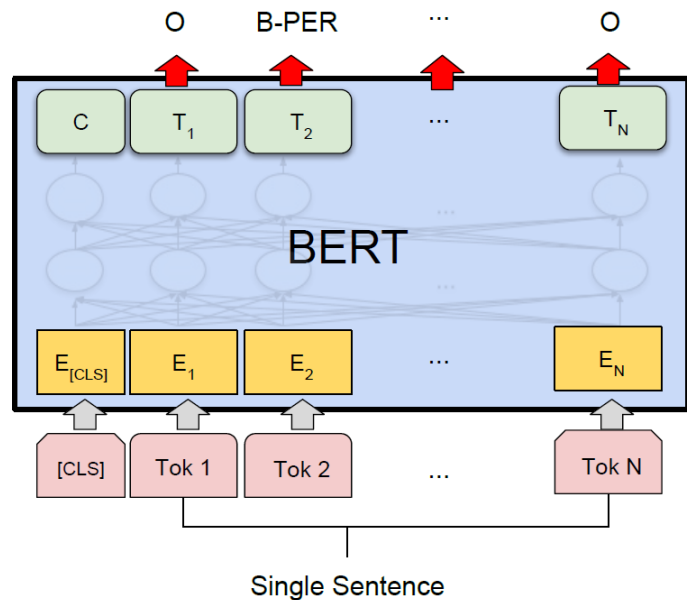 O B-PER ... O
C T1 T2 ... TN
...
BERT
...
E[CLS] E1 E2 ... EN
[CLS] Tok 1 Tok 2 ... Tok N
Single Sentence